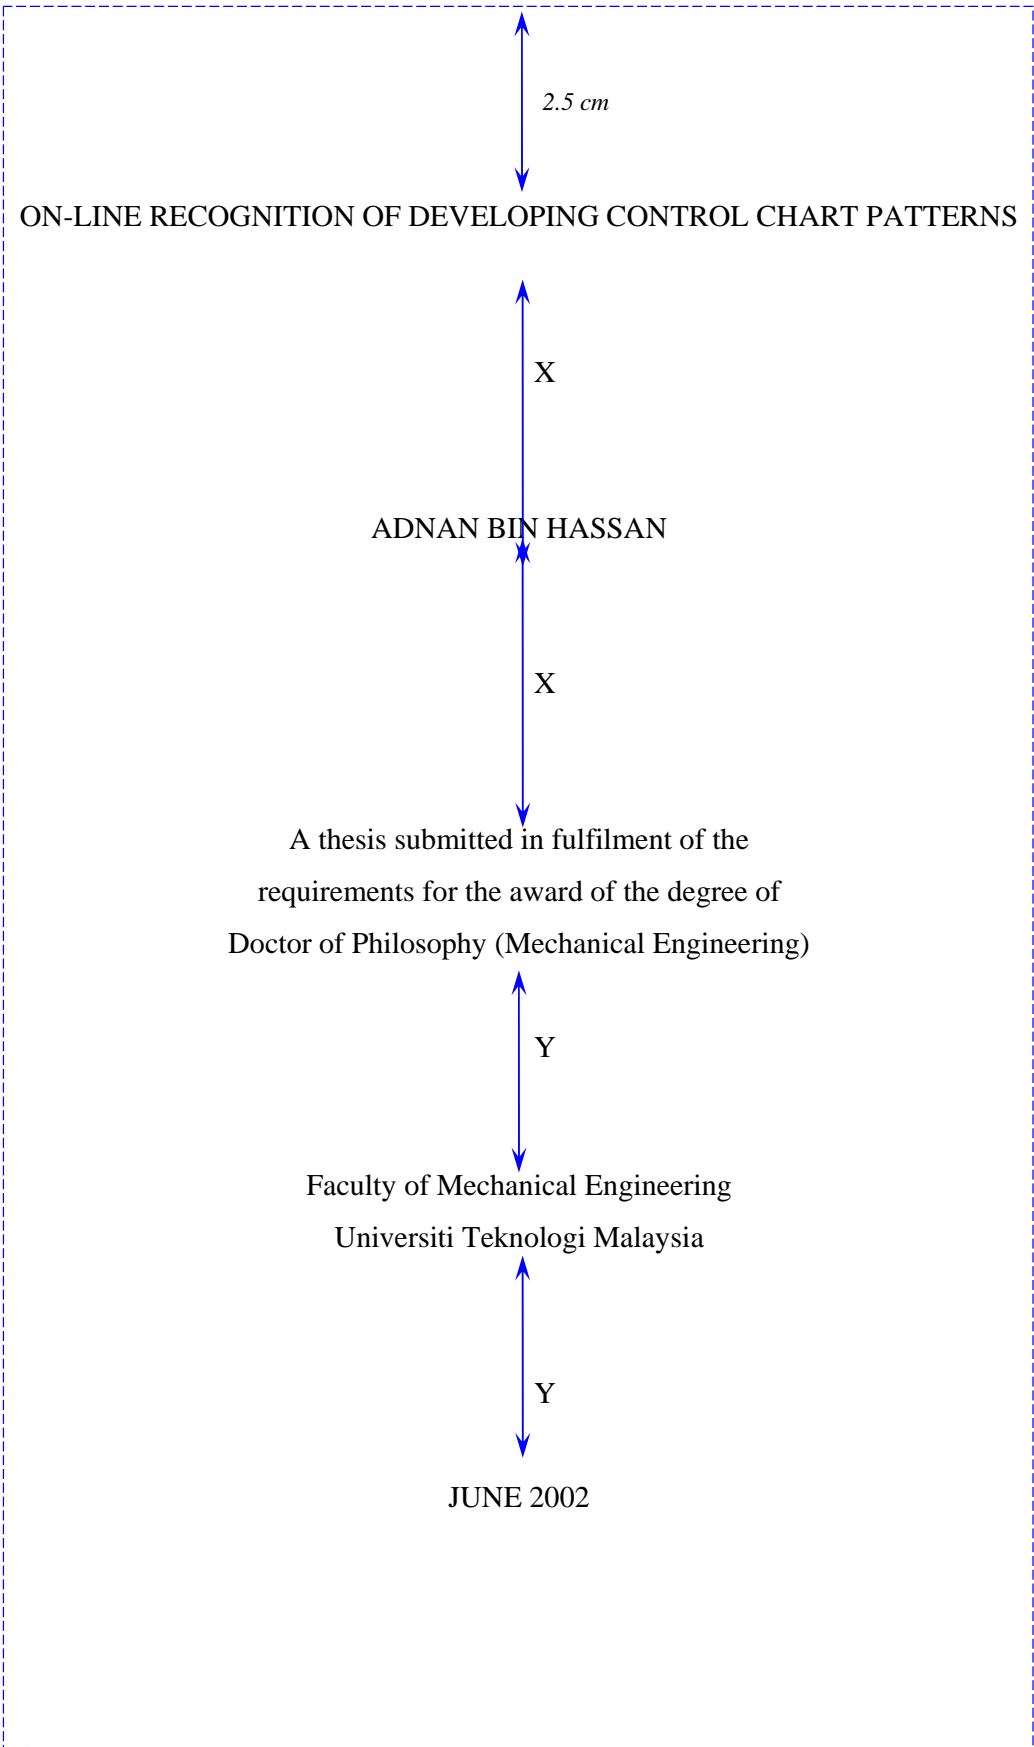 2.5 cm
ON-LINE RECOGNITION OF DEVELOPING CONTROL CHART PATTERNS
X
ADNAN BIN HASSAN
X
A thesis submitted in fulfilment of the
requirements for the award of the degree of
Doctor of Philosophy (Mechanical Engineering)
Y
Faculty of Mechanical Engineering
Universiti Teknologi Malaysia
Y
JUNE 2002